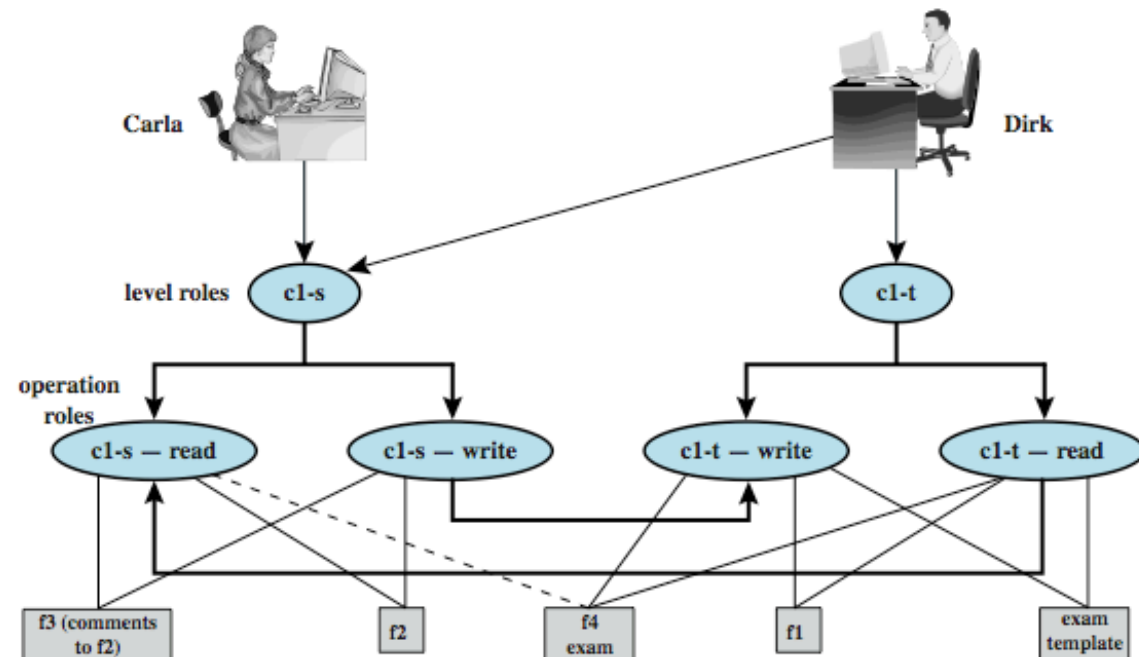 Carla
Dirk
level roles
c1-s
c1-t
operation
roles
c1-s — read
c1-s — write
c1-t — write
c1-t — read
f3 (comments
to f2)
f2
f4
exam
f1
exam
template